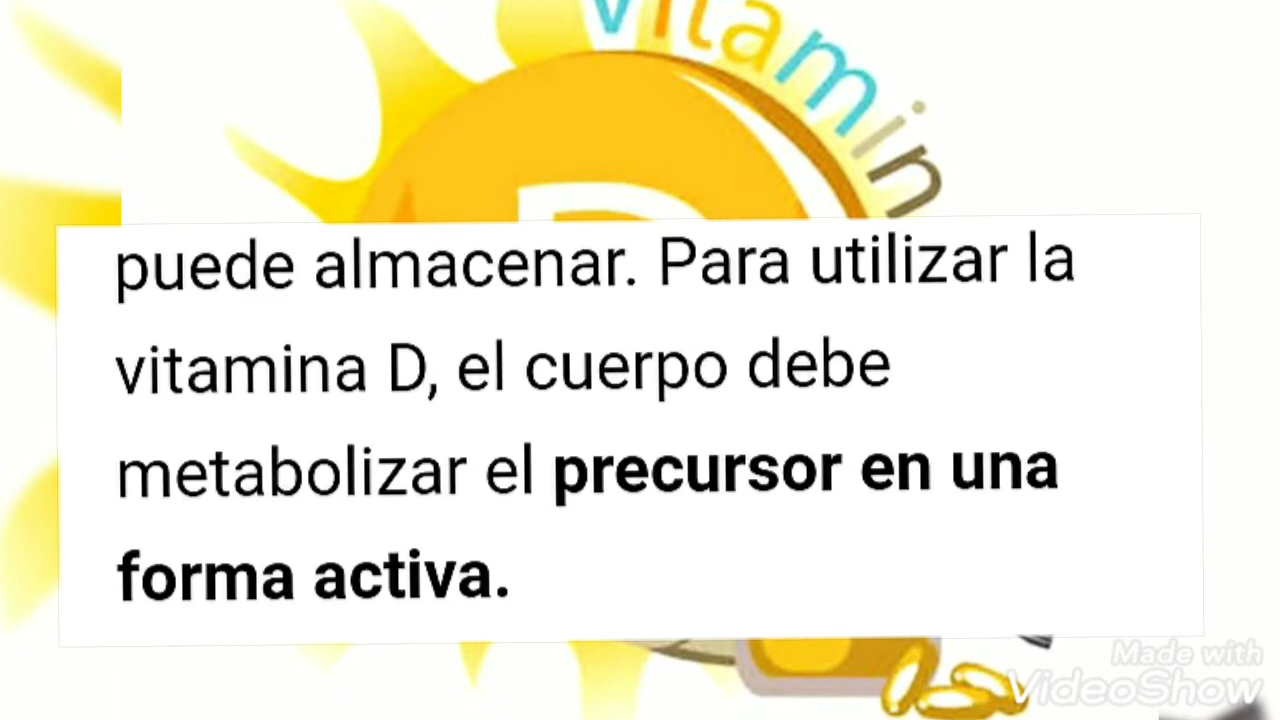 vitamin
puede almacenar. Para utilizar la
vitamina D, el cuerpo debe
metabolizar el precursor en una
forma activa.
Made with
VideoShow